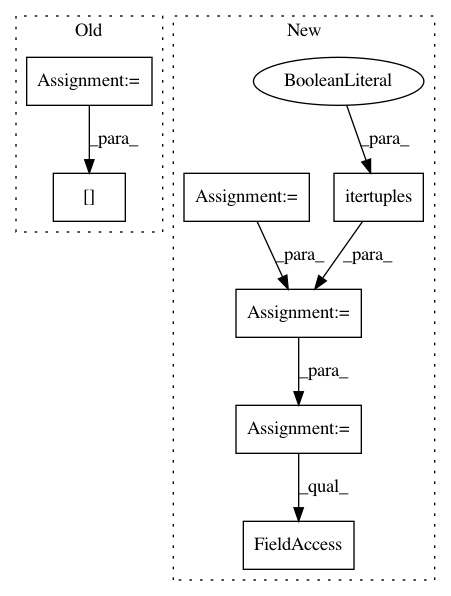 Old
New
Assignment:=
BooleanLiteral
_para_
_para_
[]
Assignment:=
itertuples
_para_
_para_
Assignment:=
_para_
Assignment:=
_qual_
FieldAccess